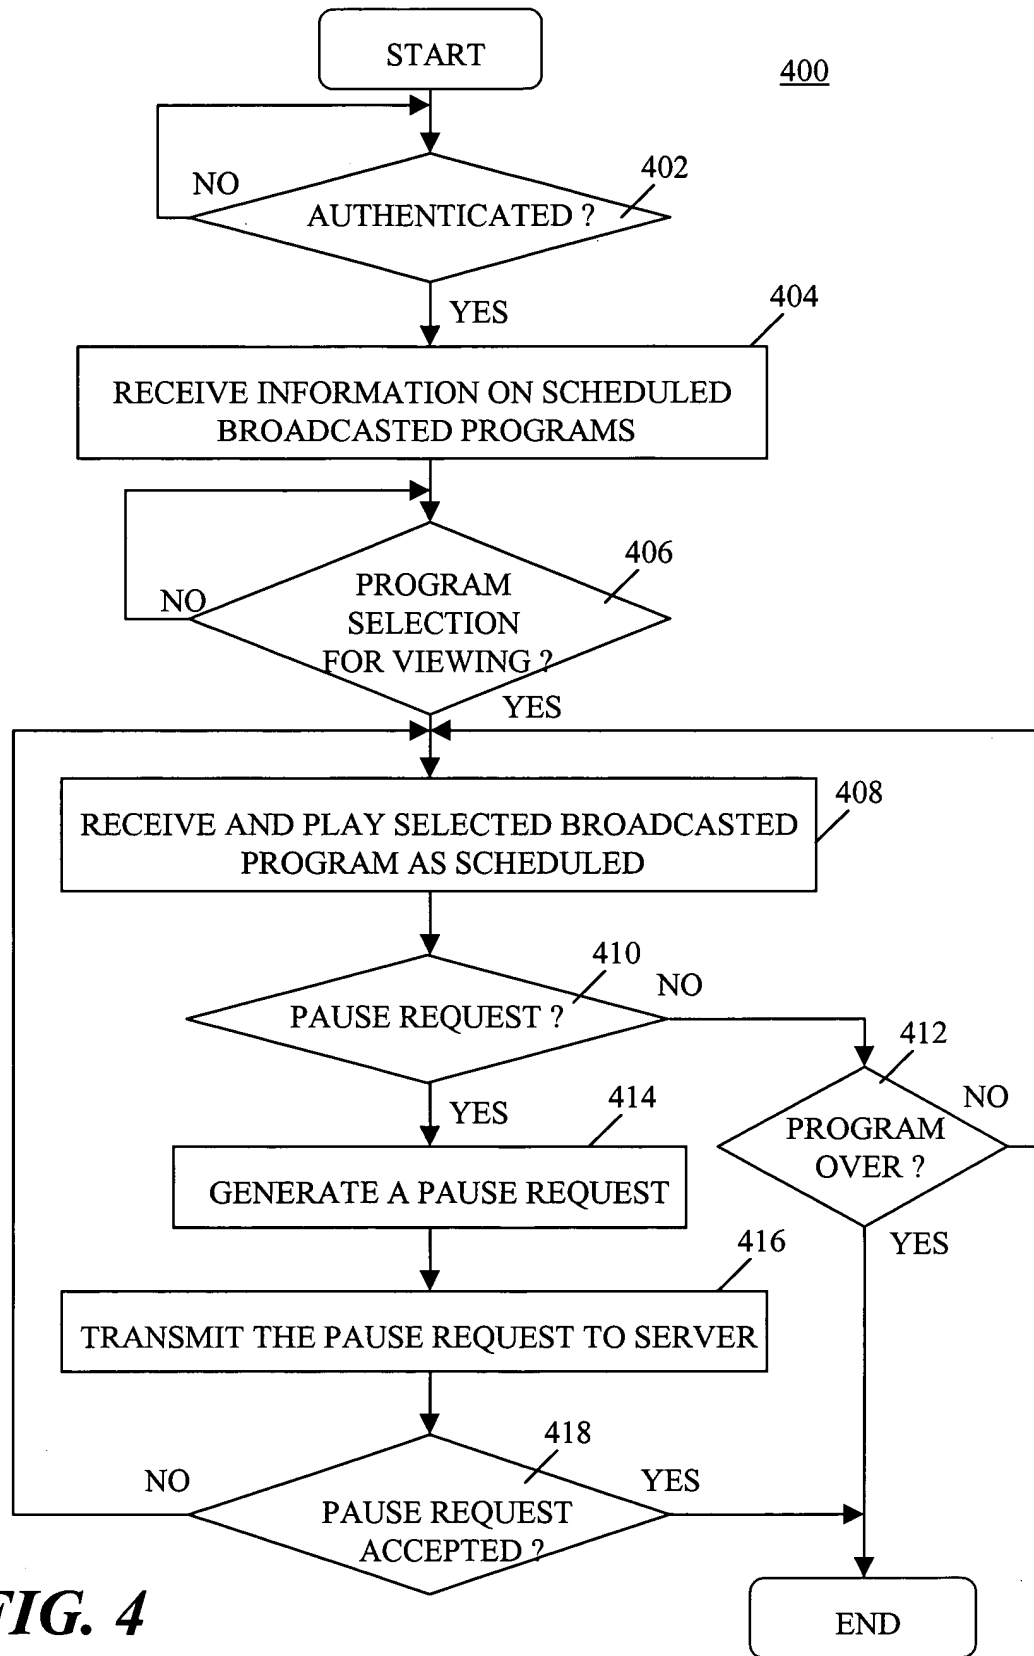 START
400
402
NO
AUTHENTICATED ?
YES
404
RECEIVE INFORMATION ON SCHEDULED
BROADCASTED PROGRAMS
406
NO
PROGRAM
SELECTION
FOR VIEWING ?
YES
408
RECEIVE AND PLAY SELECTED BROADCASTED
PROGRAM AS SCHEDULED
410
NO
PAUSE REQUEST ?
412
NO
YES
414
PROGRAM
OVER ?
GENERATE A PAUSE REQUEST
YES
416
TRANSMIT THE PAUSE REQUEST TO SERVER
418
NO
YES
PAUSE REQUEST
ACCEPTED ?
FIG. 4
END